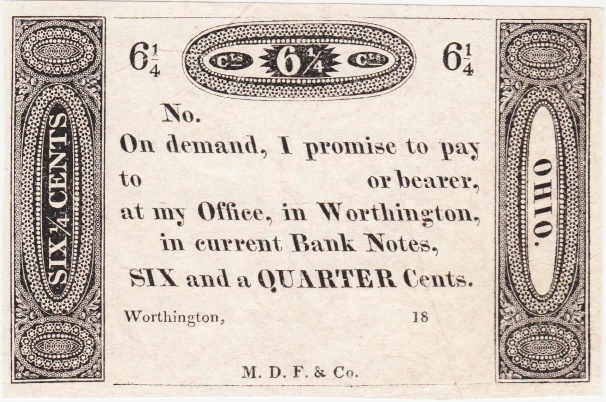 6¼ Cts 6¼ Cts 6¼
No.
On demand, I promise to pay
to or bearer,
at my Office, in Worthington,
in current Bank Notes,
SIX and a QUARTER Cents.
Worthington, 18
M. D. F. & Co.
SIX ¼ CENTS
OHIO.